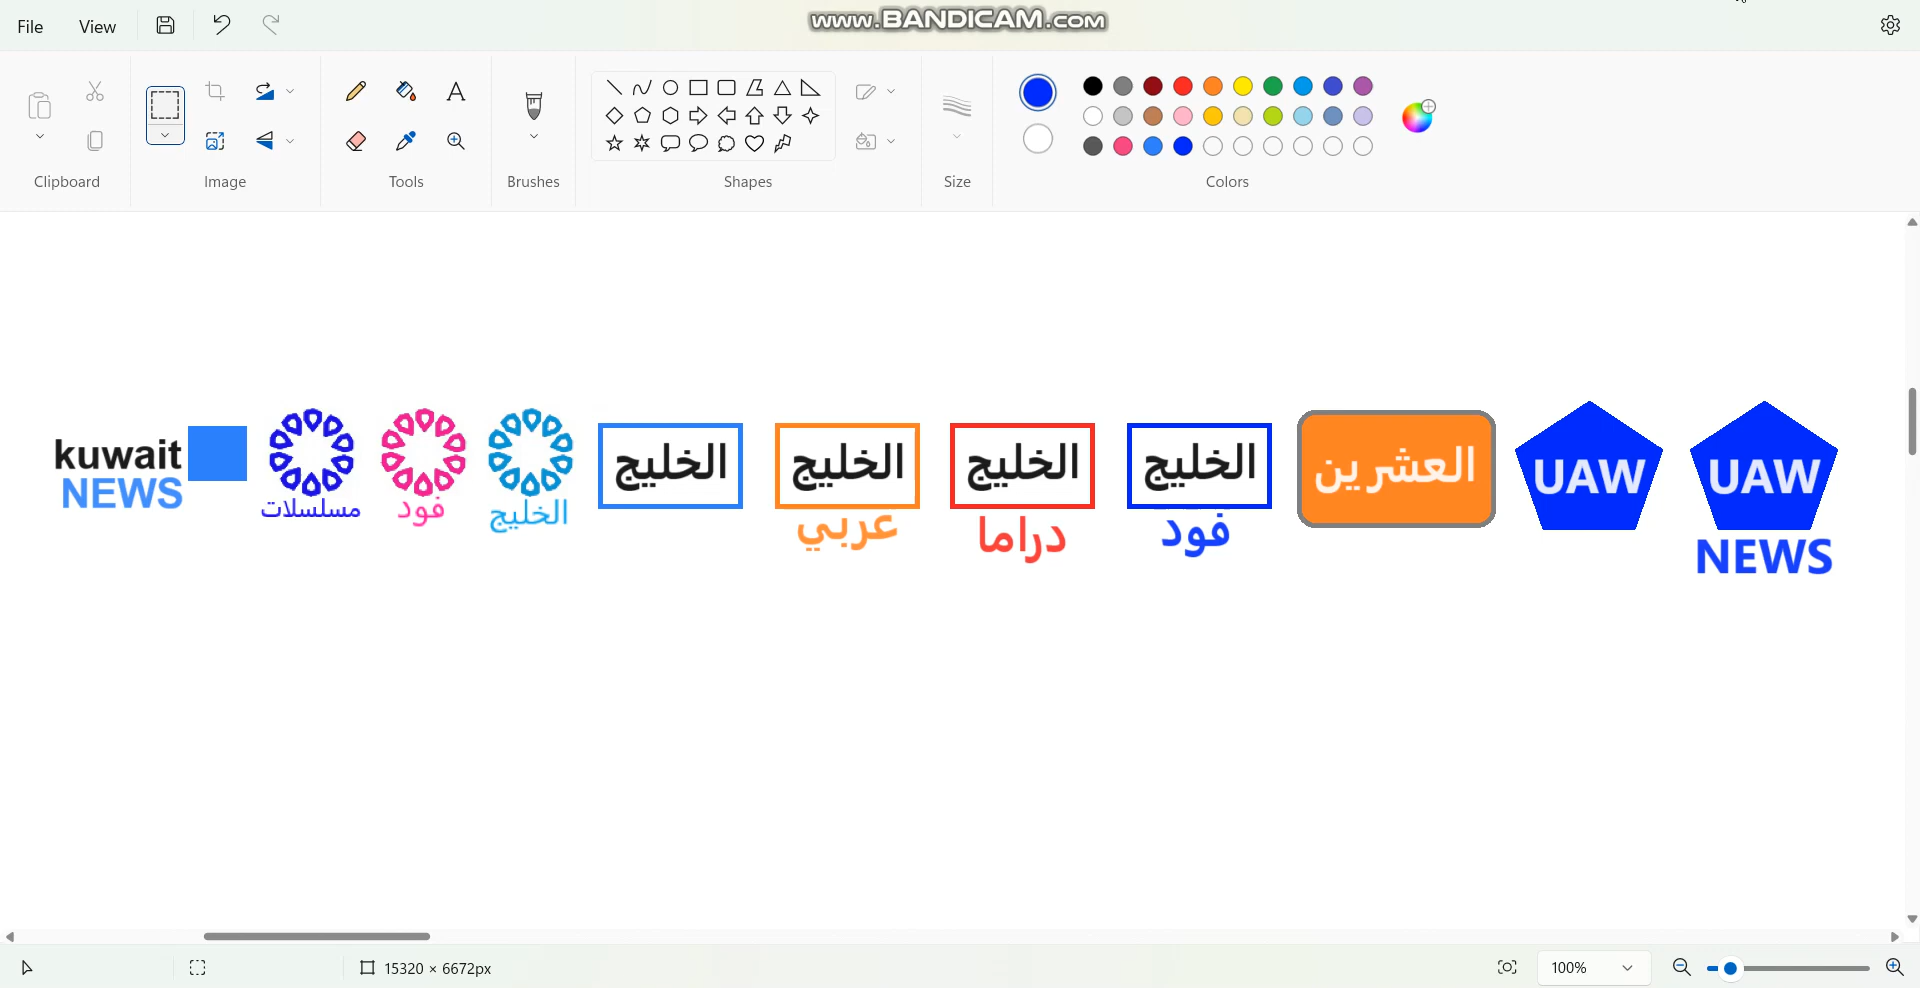 File
View
www.BANDICAM.com
Clipboard
Image
Tools
Brushes
Shapes
Size
Colors
kuwait
NEWS
مسلسلات
فود
الخليج
الخليج
الخليج
عربي
الخليج
دراما
الخليج
فود
العشرين
UAW
UAW
NEWS
15320 × 6672px
100%